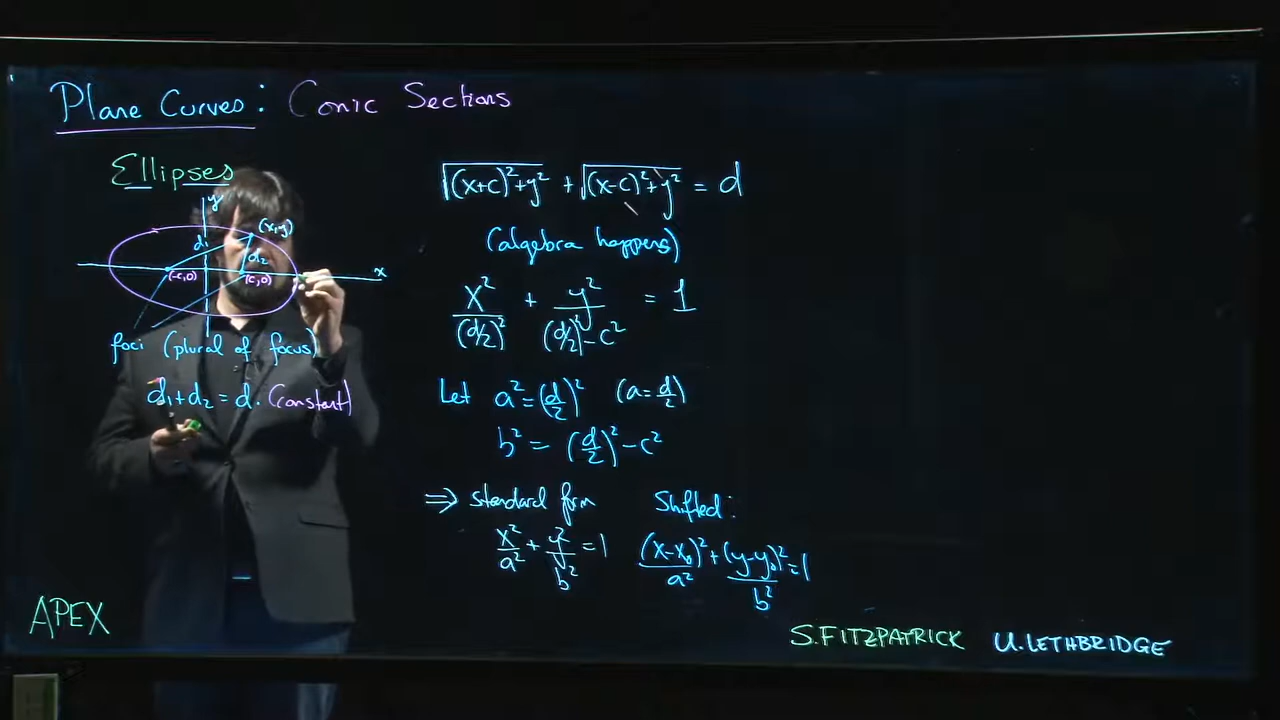 Plane Curves: Conic Sections
Ellipses
y
(x,y)
d₁
d₂
(-c,0)
(c,0)
x
foci (plural of focus)
d₁+d₂ = d. (constant)
√((x+c)²+y²) + √((x-c)²+y²) = d
(algebra happens)
x²/(d/2)² + y²/((d/2)²-c²) = 1
Let a² = (d/2)² (a = d/2)
b² = (d/2)² - c²
⇒ standard form
x²/a² + y²/b² = 1
Shifted:
(x-x₀)²/a² + (y-y₀)²/b² = 1
APEX
S.FITZPATRICK U.LETHBRIDGE